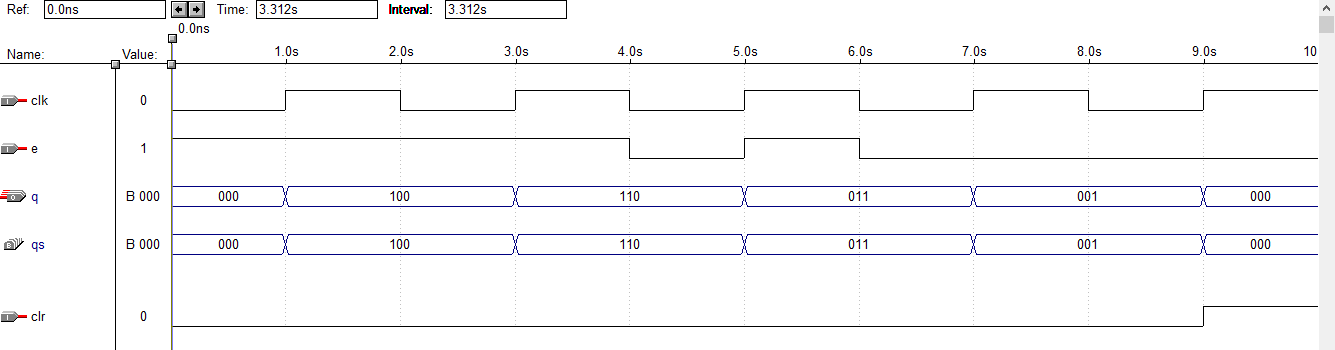 Ref: 0.0ns Time: 3.312s Interval: 3.312s
0.0ns
Name: Value: 1.0s 2.0s 3.0s 4.0s 5.0s 6.0s 7.0s 8.0s 9.0s 10
clk 0
e 1
q B 000 000 100 110 011 001 000
qs B 000 000 100 110 011 001 000
clr 0